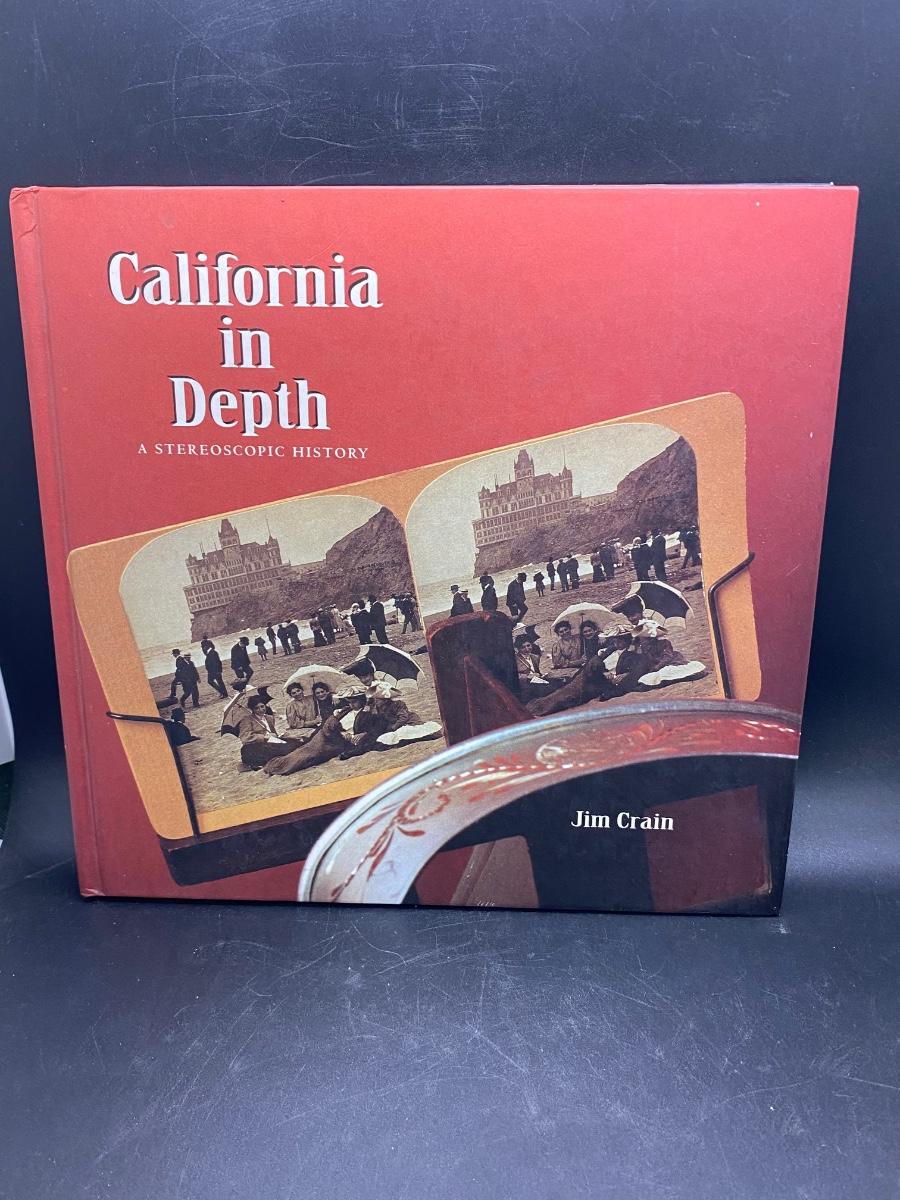 California
in
Depth
A STEREOSCOPIC HISTORY
Jim Crain